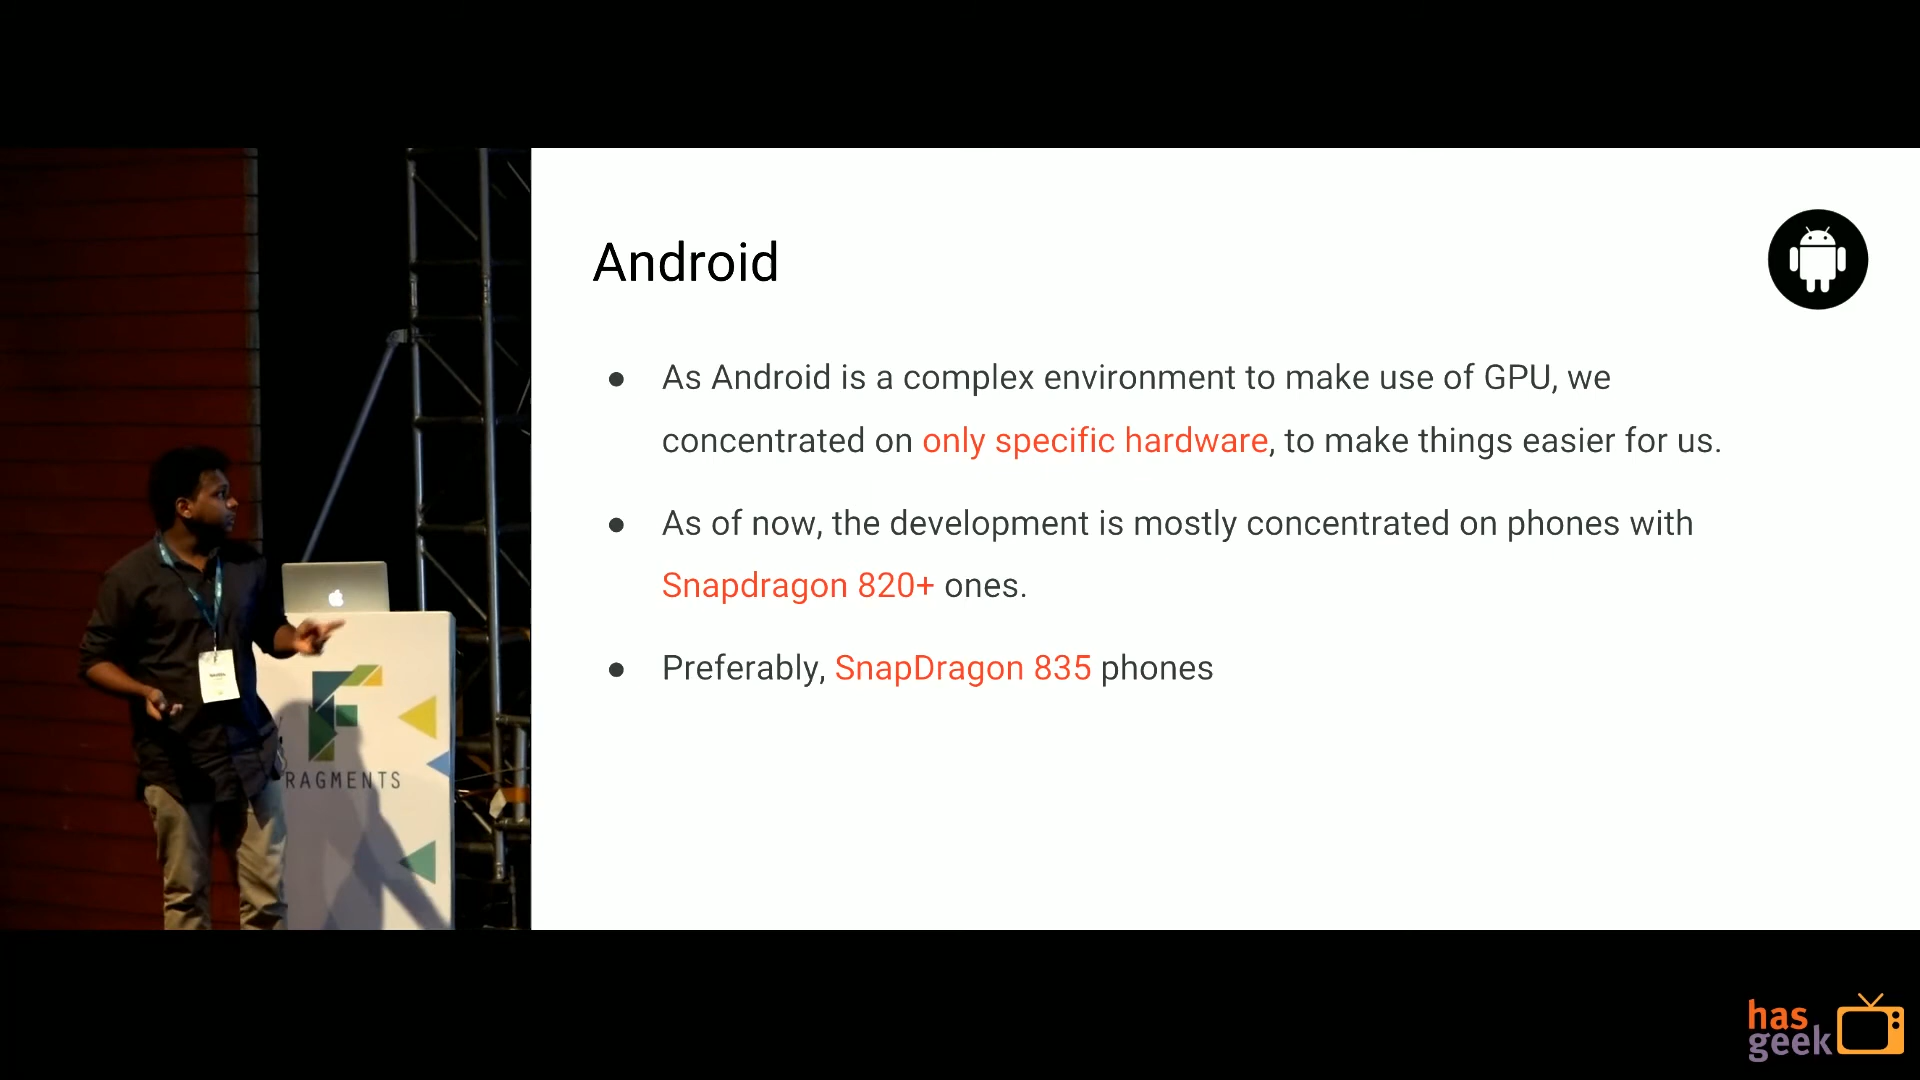 Android
● As Android is a complex environment to make use of GPU, we
concentrated on only specific hardware, to make things easier for us.
● As of now, the development is mostly concentrated on phones with
Snapdragon 820+ ones.
● Preferably, SnapDragon 835 phones
RAGMENTS
has
geek